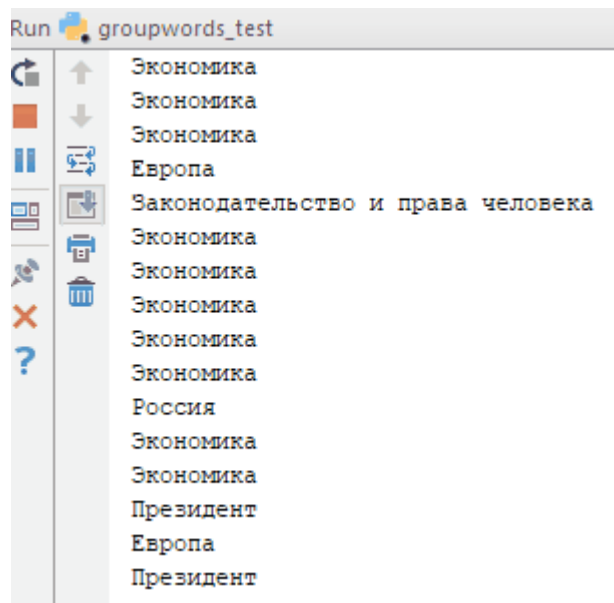 Run groupwords_test
Экономика
Экономика
Экономика
Европа
Законодательство и права человека
Экономика
Экономика
Экономика
Экономика
Экономика
Россия
Экономика
Экономика
Президент
Европа
Президент